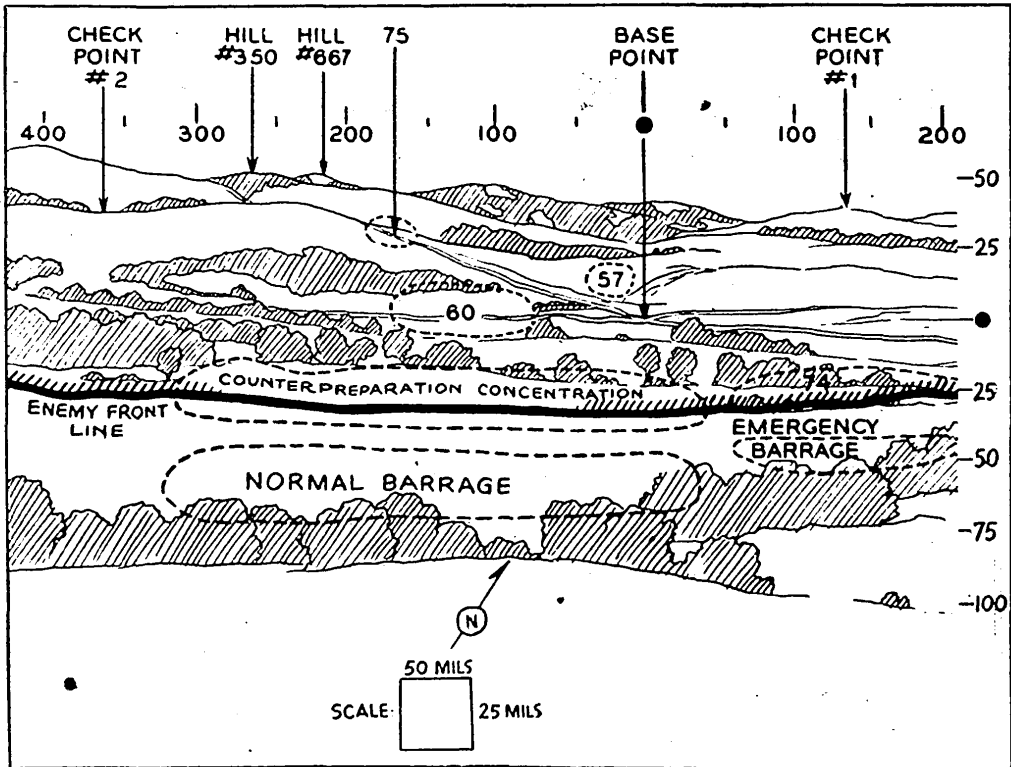 CHECK
POINT
# 2
HILL
#350
HILL
#667
75
BASE
POINT
CHECK
POINT
#1
400 300 200 100 100 200
50
25
57
60
COUNTER PREPARATION CONCENTRATION
74
25
ENEMY FRONT
LINE
EMERGENCY
BARRAGE
50
NORMAL BARRAGE
75
100
N
50 MILS
SCALE: 25 MILS